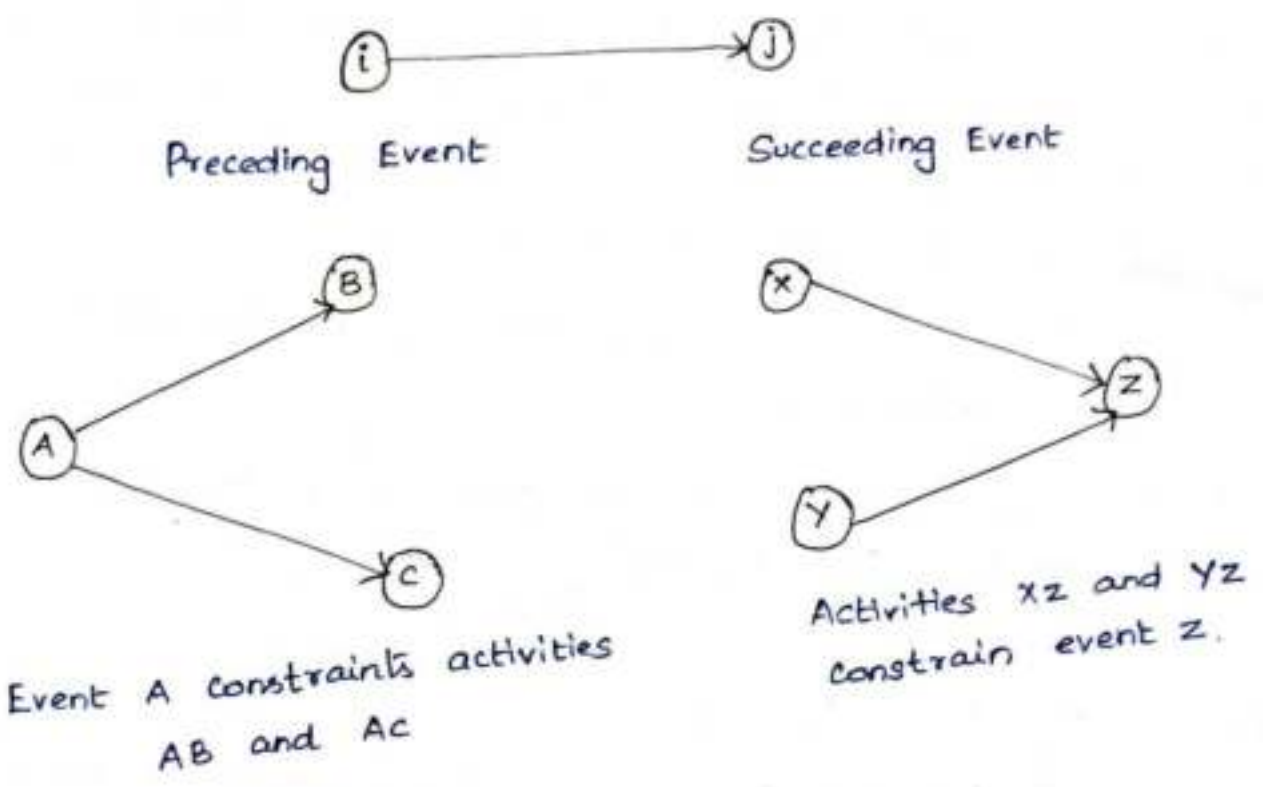 i
j
Preceding Event
Succeeding Event
B
A
C
Event A constraints activities
AB and AC
X
Z
Y
Activities XZ and YZ
constrain event Z.